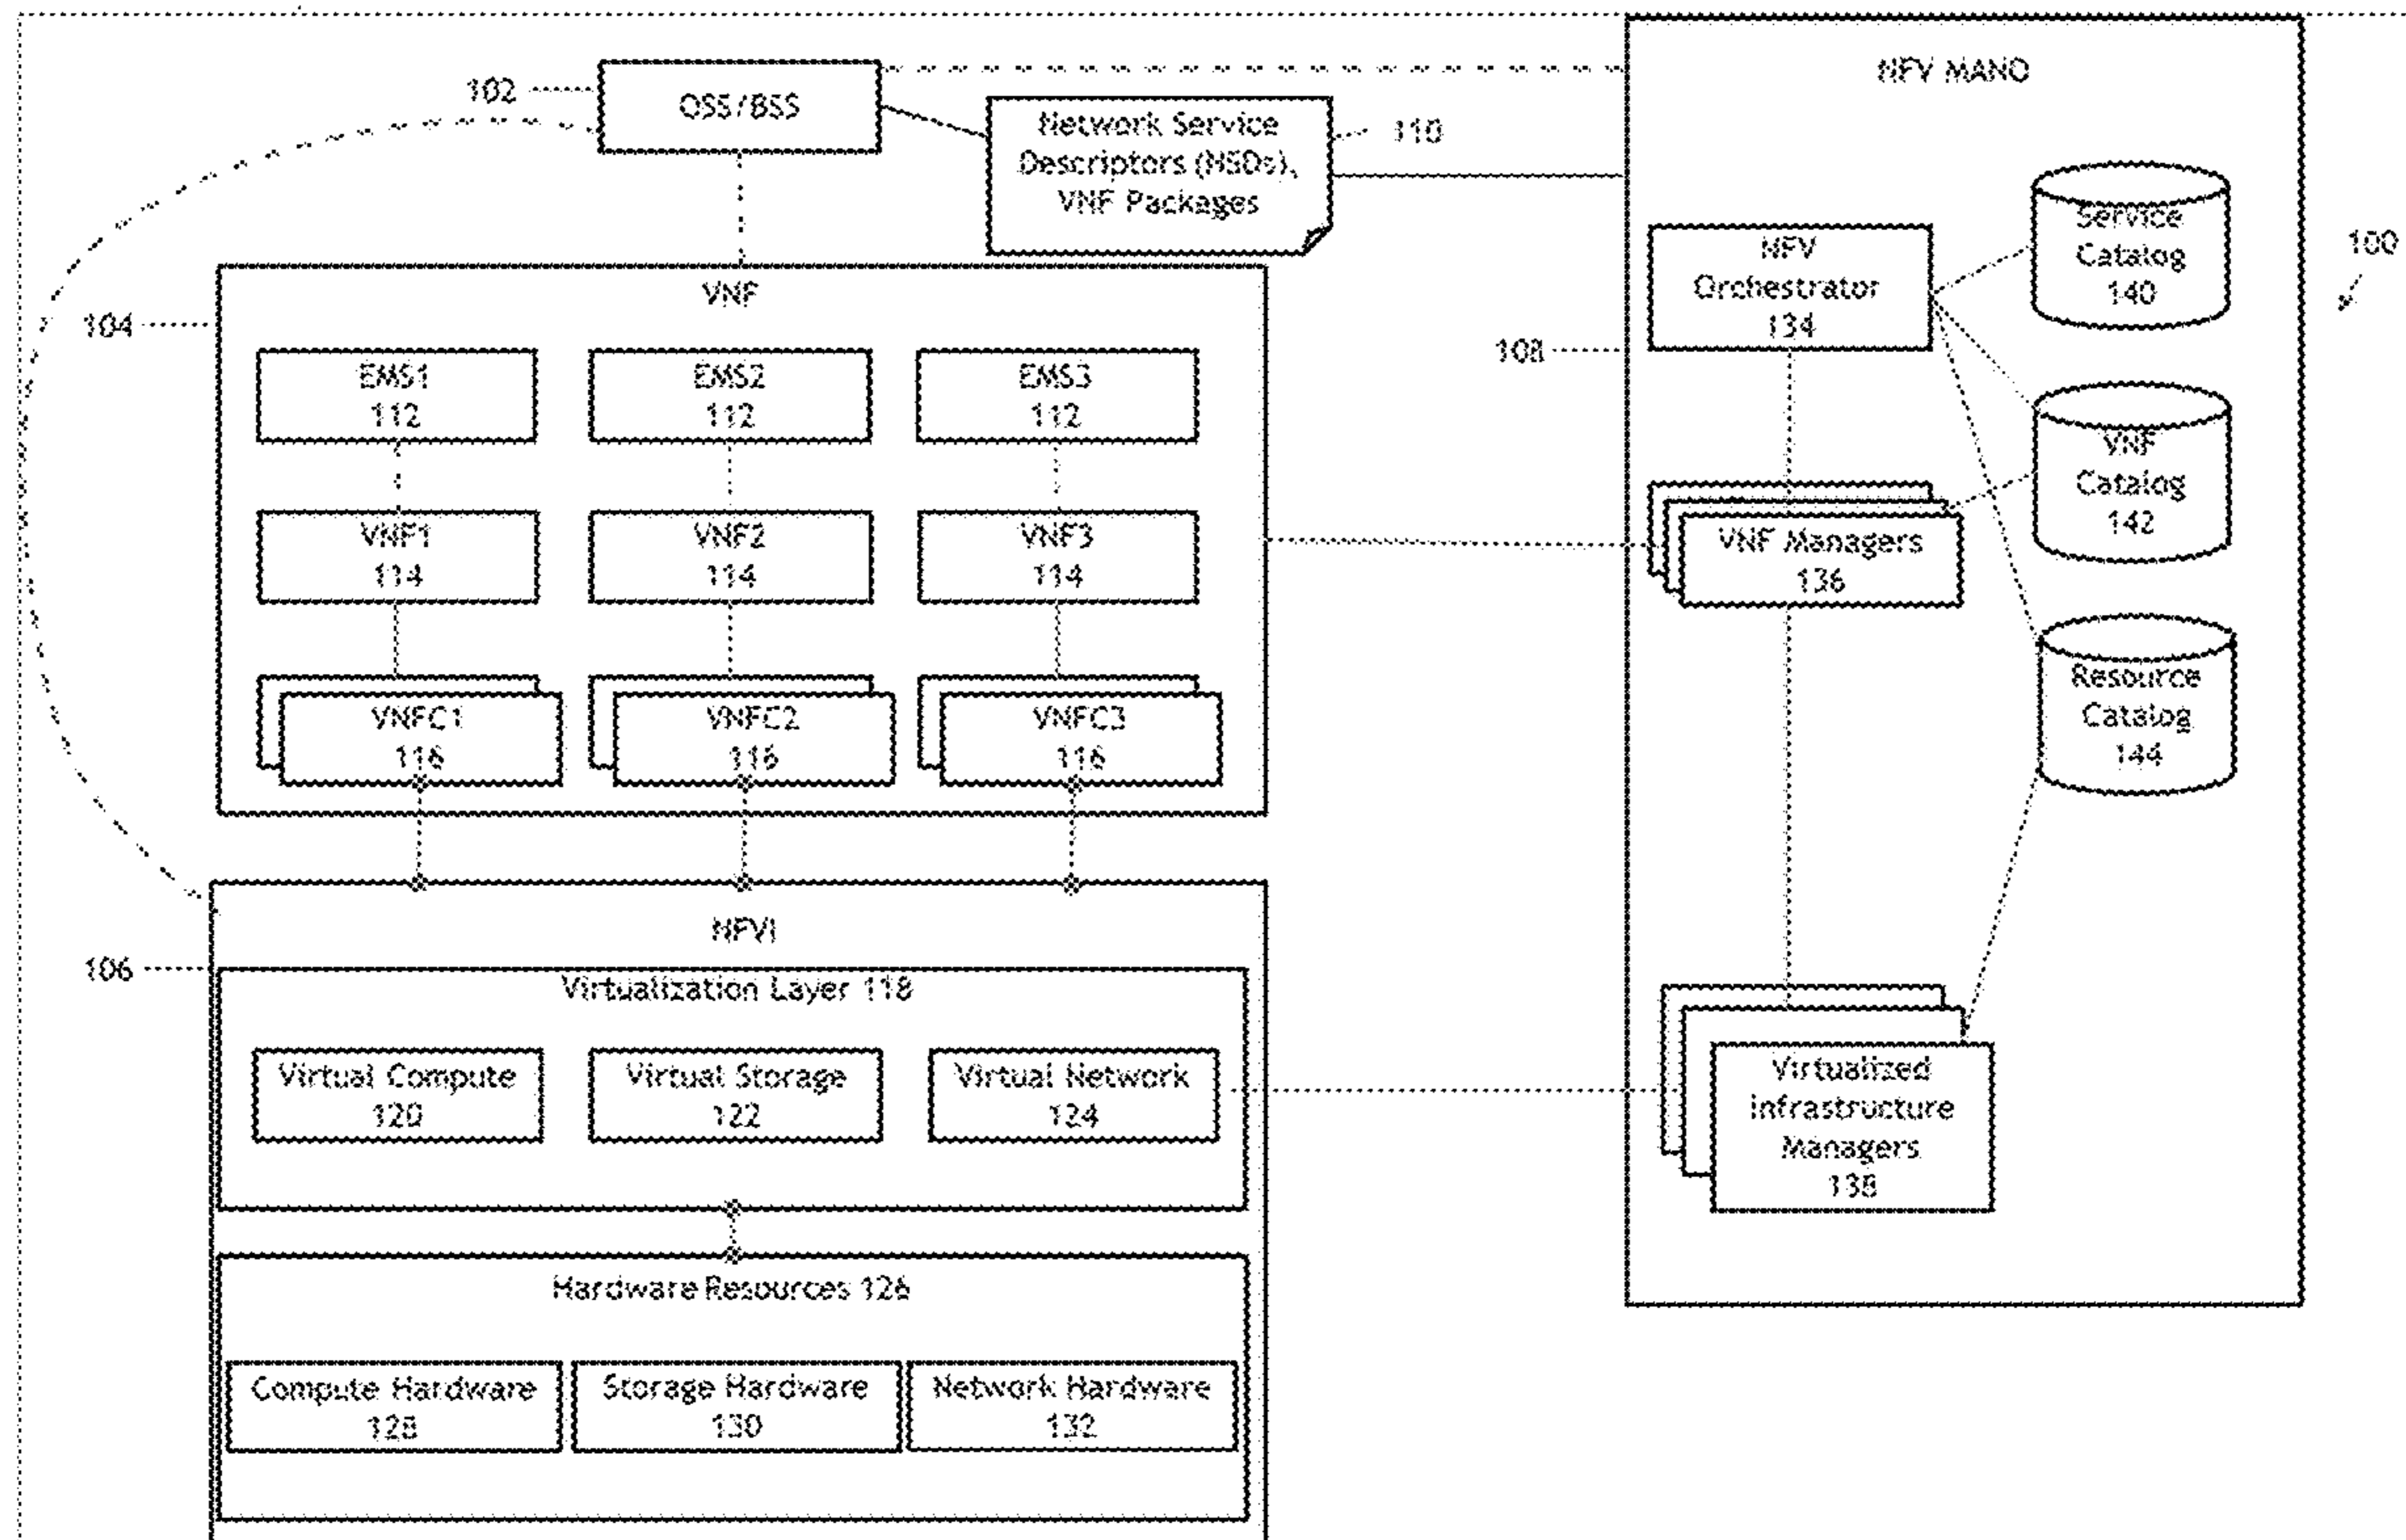 102
OSS/BSS
Network Service
Descriptors (NSDs),
VNF Packages
110
NFV MANO
100
104
VNF
EMS1
112
EMS2
112
EMS3
112
VNF1
114
VNF2
114
VNF3
114
VNFC1
116
VNFC2
116
VNFC3
116
106
NFVI
Virtualization Layer 118
Virtual Compute
120
Virtual Storage
122
Virtual Network
124
Hardware Resources 126
Compute Hardware
128
Storage Hardware
130
Network Hardware
132
108
NFV
Orchestrator
134
Service
Catalog
140
VNF
Catalog
142
VNF Managers
136
Resource
Catalog
144
Virtualized
Infrastructure
Managers
138